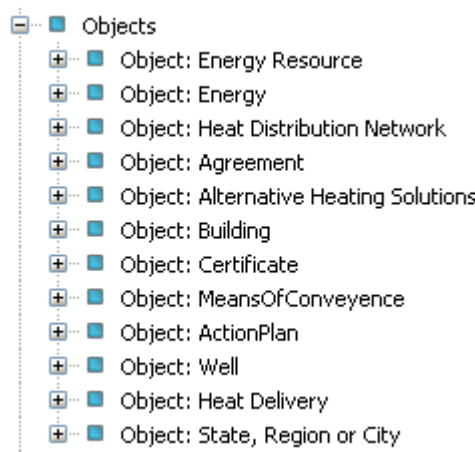 Objects
Object: Energy Resource
Object: Energy
Object: Heat Distribution Network
Object: Agreement
Object: Alternative Heating Solutions
Object: Building
Object: Certificate
Object: MeansOfConveyence
Object: ActionPlan
Object: Well
Object: Heat Delivery
Object: State, Region or City